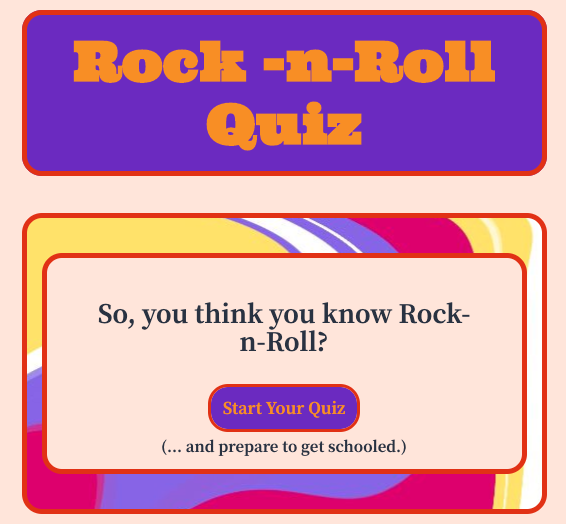 Rock -n-Roll
Quiz
So, you think you know Rock-
n-Roll?
Start Your Quiz
(... and prepare to get schooled.)